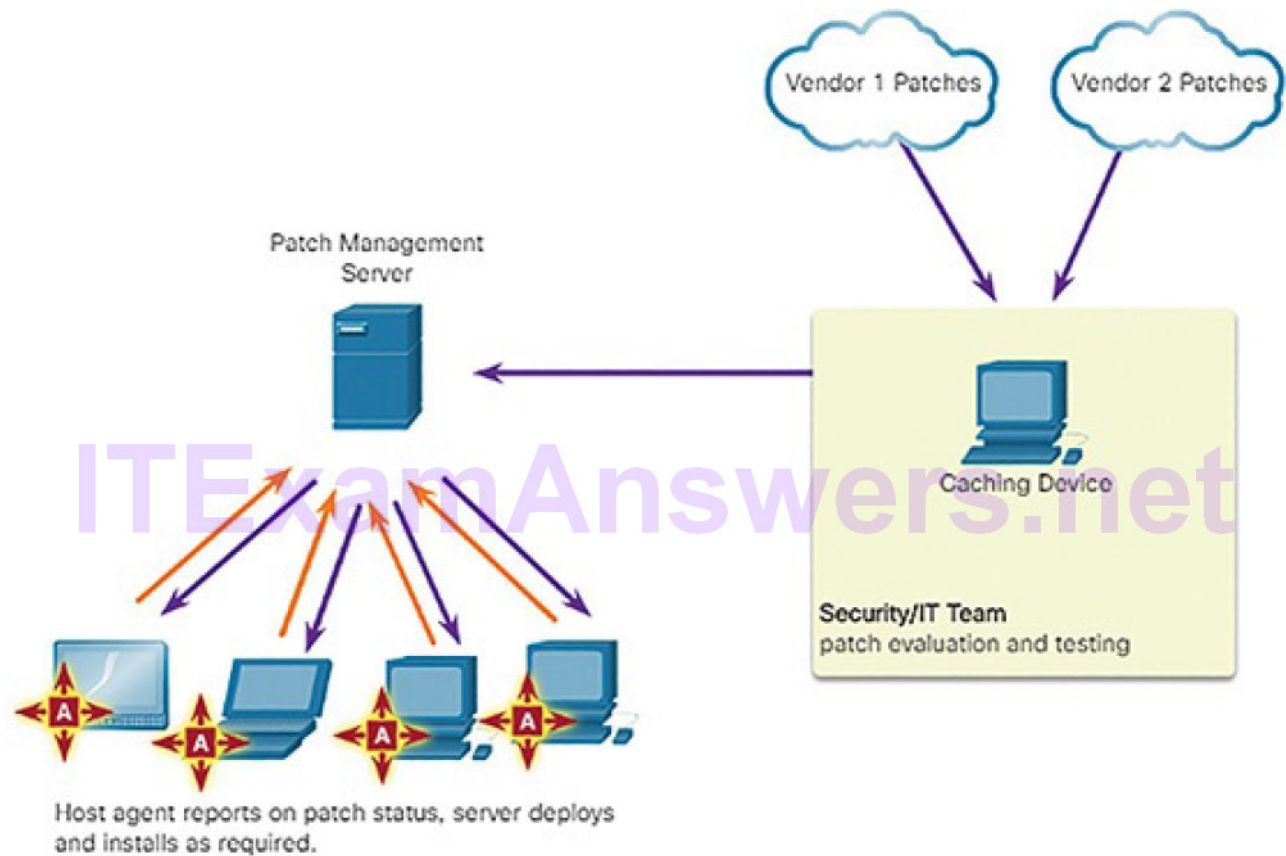 Vendor 1 Patches
Vendor 2 Patches
Patch Management
Server
ITExamAnswers.net
Caching Device
Security/IT Team
patch evaluation and testing
A
A
A
A
Host agent reports on patch status, server deploys
and installs as required.